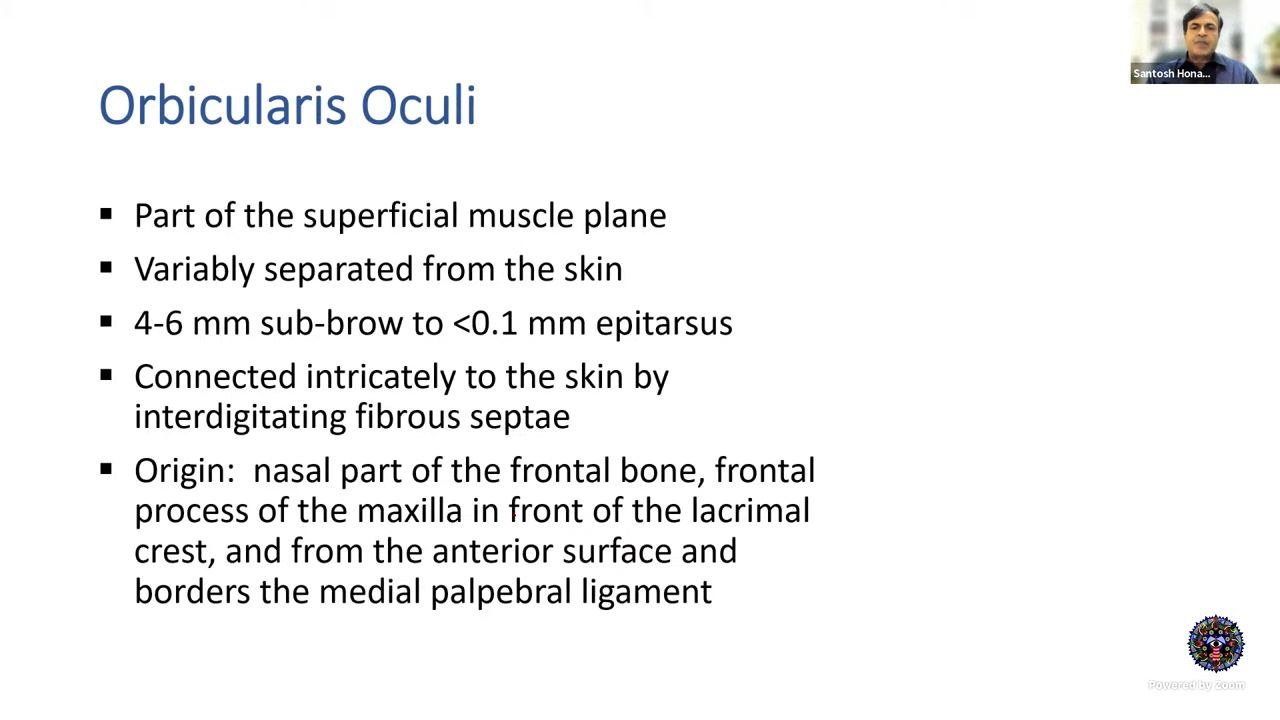 Santosh Hona...
Orbicularis Oculi
▪ Part of the superficial muscle plane
▪ Variably separated from the skin
▪ 4-6 mm sub-brow to <0.1 mm epitarsus
▪ Connected intricately to the skin by
interdigitating fibrous septae
▪ Origin:  nasal part of the frontal bone, frontal
process of the maxilla in front of the lacrimal
crest, and from the anterior surface and
borders the medial palpebral ligament
Powered by Zoom